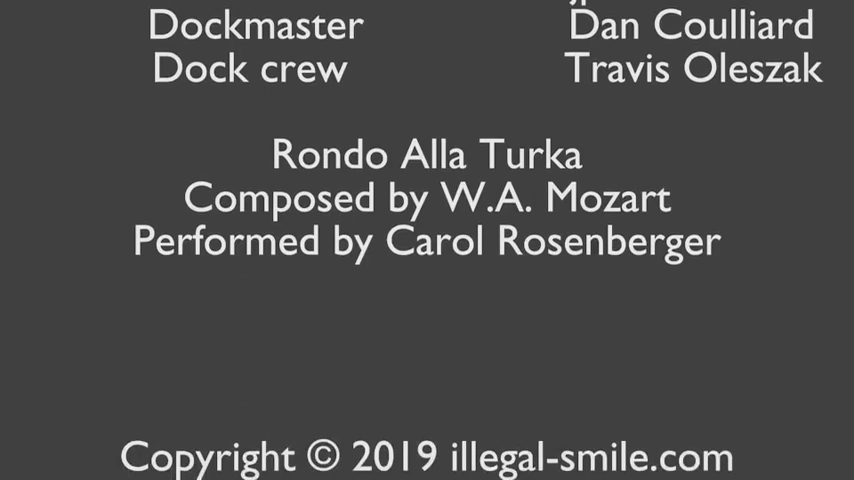 Dockmaster Dan Coulliard
Dock crew Travis Oleszak
Rondo Alla Turka
Composed by W.A. Mozart
Performed by Carol Rosenberger
Copyright © 2019 illegal-smile.com